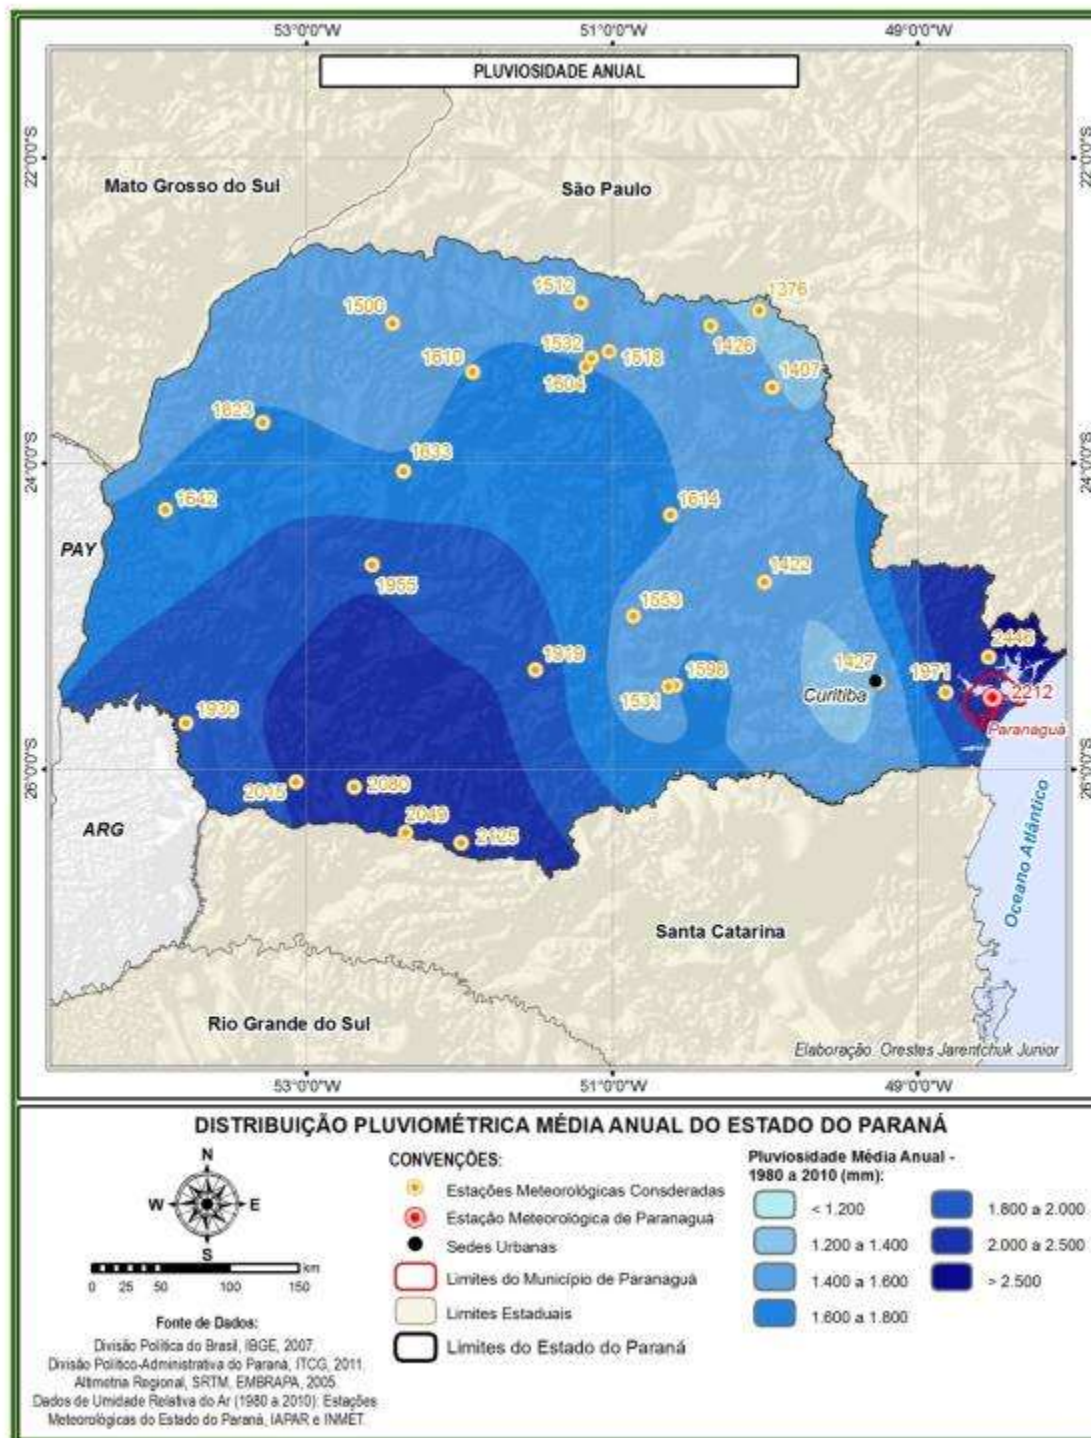 53°0'0"W
51°0'0"W
49°0'0"W
PLUVIOSIDADE ANUAL
22°0'0"S
22°0'0"S
Mato Grosso do Sul
São Paulo
1512
1376
1500
1532
1518
1426
1610
1604
1407
1623
24°0'0"S
1633
24°0'0"S
1642
1614
PAY
1955
1422
1553
2446
1919
1598
1427
1971
1531
Curitiba
2212
1930
Paranaguá
26°0'0"S
2015
2080
26°0'0"S
ARG
2049
2125
Oceano Atlântico
Santa Catarina
Rio Grande do Sul
Elaboração: Orestes Jarentchuk Junior
53°0'0"W
51°0'0"W
49°0'0"W
DISTRIBUIÇÃO PLUVIOMÉTRICA MÉDIA ANUAL DO ESTADO DO PARANÁ
N
W
E
S
0 25 50 100 150
km
Fonte de Dados:
Divisão Política do Brasil, IBGE, 2007.
Divisão Político-Administrativa do Paraná, ITCG, 2011.
Altimetria Regional, SRTM, EMBRAPA, 2005.
Dados de Umidade Relativa do Ar (1980 a 2010): Estações
Meteorológicas do Estado do Paraná, IAPAR e INMET.
CONVENÇÕES:
Estações Meteorológicas Consderadas
Estação Meteorológica de Paranaguá
Sedes Urbanas
Limites do Município de Paranaguá
Limites Estaduais
Limites do Estado do Paraná
Pluviosidade Média Anual -
1980 a 2010 (mm):
< 1.200
1.200 a 1.400
1.400 a 1.600
1.600 a 1.800
1.800 a 2.000
2.000 a 2.500
> 2.500